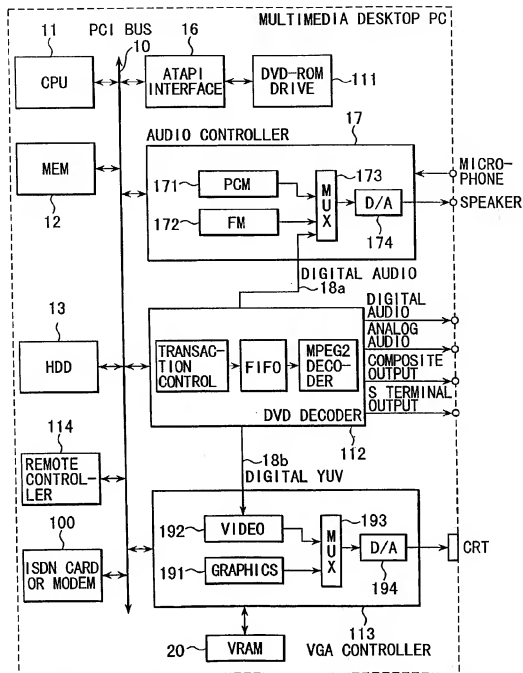 MULTIMEDIA DESKTOP PC
11
PCI BUS
10
16
CPU
ATAPI
INTERFACE
DVD-ROM
DRIVE
111
AUDIO CONTROLLER
17
MEM
12
171
PCM
172
FM
173
MUX
D/A
174
MICRO-
PHONE
SPEAKER
DIGITAL AUDIO
18a
13
HDD
TRANSAC-
TION
CONTROL
FIFO
MPEG2
DECO-
DER
DVD DECODER
112
DIGITAL
AUDIO
ANALOG
AUDIO
COMPOSITE
OUTPUT
S TERMINAL
OUTPUT
114
REMOTE
CONTROL-
LER
18b
DIGITAL YUV
100
ISDN CARD
OR MODEM
192
VIDEO
191
GRAPHICS
193
MUX
D/A
194
CRT
20
VRAM
113
VGA CONTROLLER